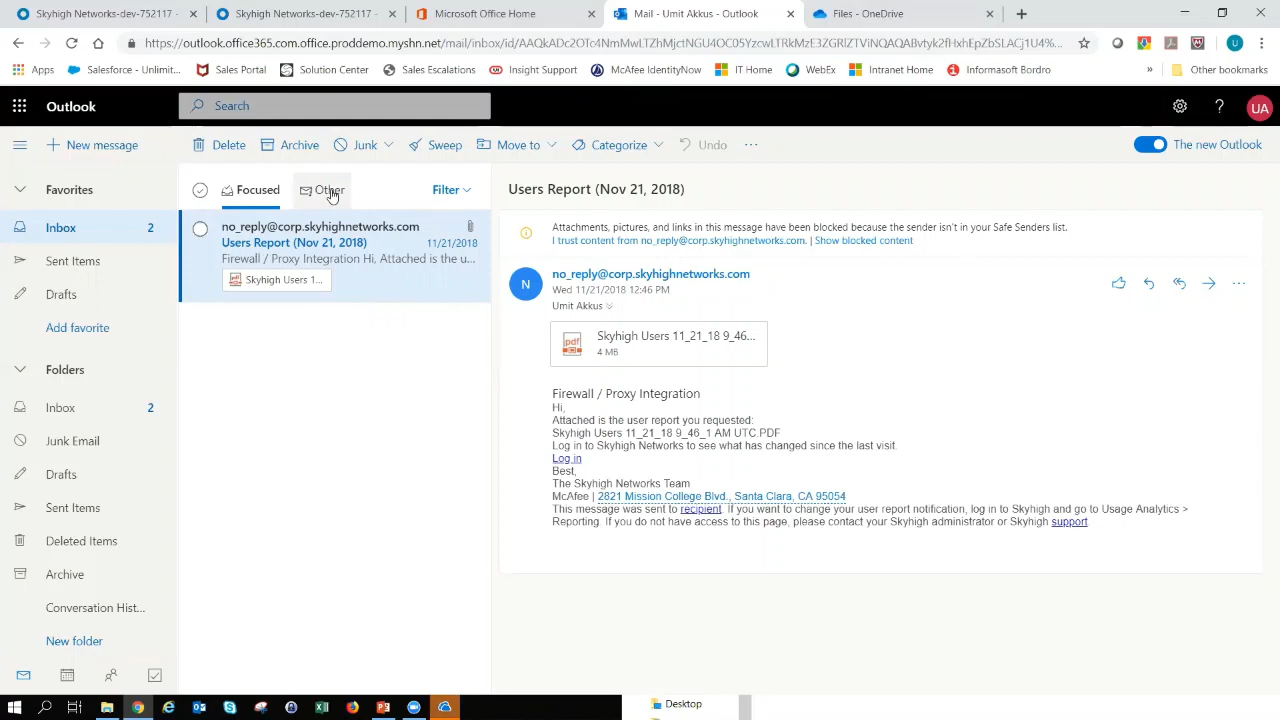 Skyhigh Networks-dev-752117
Skyhigh Networks-dev-752117
Microsoft Office Home
Mail - Umit Akkus - Outlook
Files - OneDrive
https://outlook.office365.com.office.proddemo.myshn.net/mail/inbox/id/
Apps
Salesforce - Unlimit...
Sales Portal
Solution Center
Sales Escalations
Insight Support
McAfee IdentityNow
IT Home
WebEx
Intranet Home
Informasoft Bordro
»
Other bookmarks
Outlook
Search
UA
New message
Delete
Archive
Junk
Sweep
Move to
Categorize
Undo
The new Outlook
Favorites
Inbox 2
Sent Items
Drafts
Add favorite
Folders
Inbox 2
Junk Email
Drafts
Sent Items
Deleted Items
Archive
Conversation Hist...
New folder
Focused
Other
Filter
no_reply@corp.skyhighnetworks.com
Users Report (Nov 21, 2018) 11/21/2018
Firewall / Proxy Integration Hi, Attached is the u...
Skyhigh Users 1...
Users Report (Nov 21, 2018)
Attachments, pictures, and links in this message have been blocked because the sender isn't in your Safe Senders list.
I trust content from no_reply@corp.skyhighnetworks.com. | Show blocked content
N
no_reply@corp.skyhighnetworks.com
Wed 11/21/2018 12:46 PM
Umit Akkus
pdf
Skyhigh Users 11_21_18 9_46...
4 MB
Firewall / Proxy Integration
Hi,
Attached is the user report you requested:
Skyhigh Users 11_21_18 9_46_1 AM UTC.PDF
Log in to Skyhigh Networks to see what has changed since the last visit.
Log in
Best,
The Skyhigh Networks Team
McAfee | 2821 Mission College Blvd., Santa Clara, CA 95054
This message was sent to recipient. If you want to change your user report notification, log in to Skyhigh and go to Usage Analytics >
Reporting. If you do not have access to this page, please contact your Skyhigh administrator or Skyhigh support
Desktop